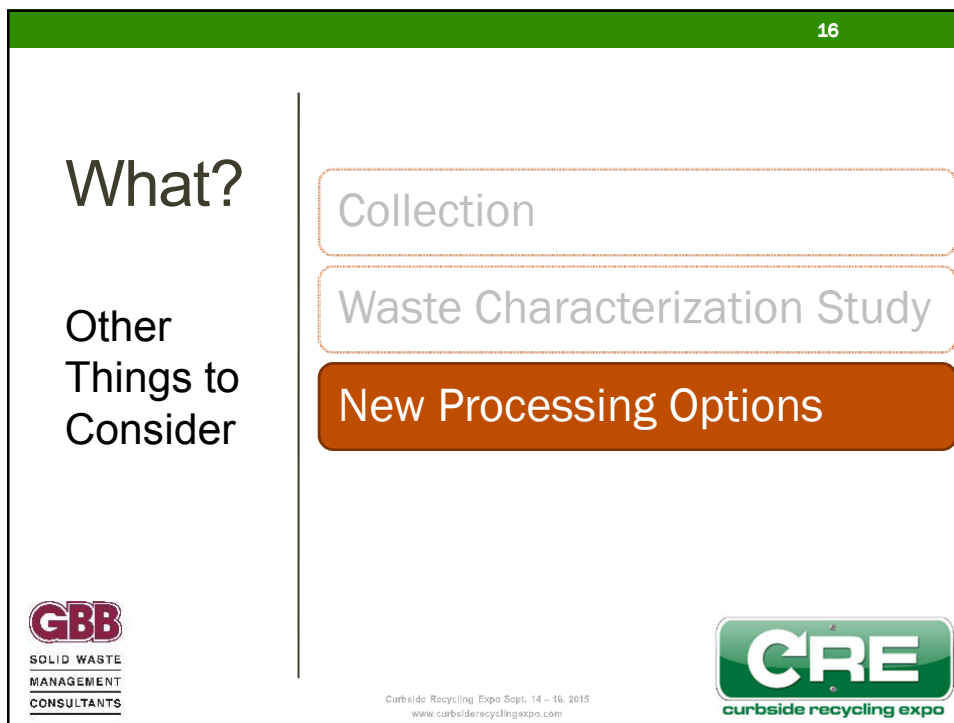 16
What?
Other
Things to
Consider
Collection
Waste Characterization Study
New Processing Options
GBB
SOLID WASTE
MANAGEMENT
CONSULTANTS
Curbside Recycling Expo Sept. 14 – 16, 2015
www.curbsiderecyclingexpo.com
CRE
curbside recycling expo